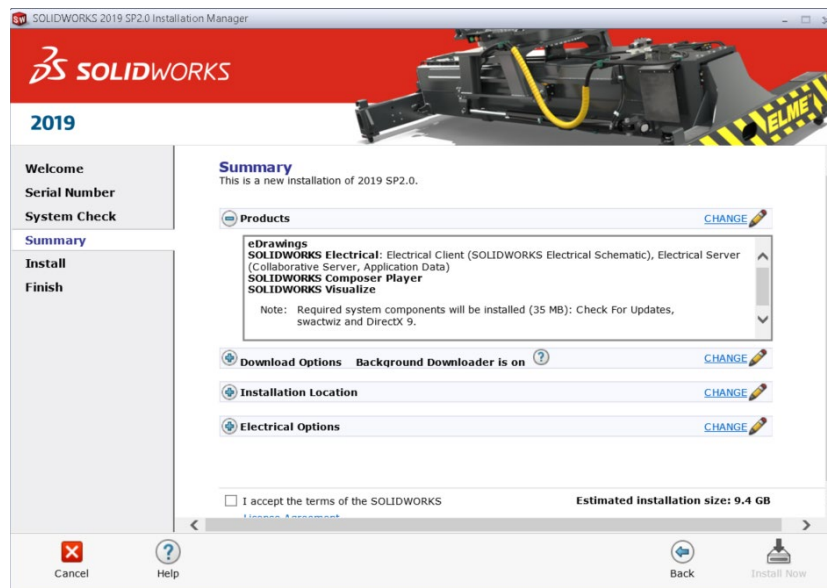 SOLIDWORKS 2019 SP2.0 Installation Manager
SOLIDWORKS
ELME
2019
Welcome
Serial Number
System Check
Summary
Install
Finish
Summary
This is a new installation of 2019 SP2.0.
Products
CHANGE
eDrawings
SOLIDWORKS Electrical: Electrical Client (SOLIDWORKS Electrical Schematic), Electrical Server
(Collaborative Server, Application Data)
SOLIDWORKS Composer Player
SOLIDWORKS Visualize
Note: Required system components will be installed (35 MB): Check For Updates,
swactwiz and DirectX 9.
Download Options Background Downloader is on ?
CHANGE
Installation Location
CHANGE
Electrical Options
CHANGE
I accept the terms of the SOLIDWORKS
License Agreement
Estimated installation size: 9.4 GB
Cancel
Help
Back
Install Now